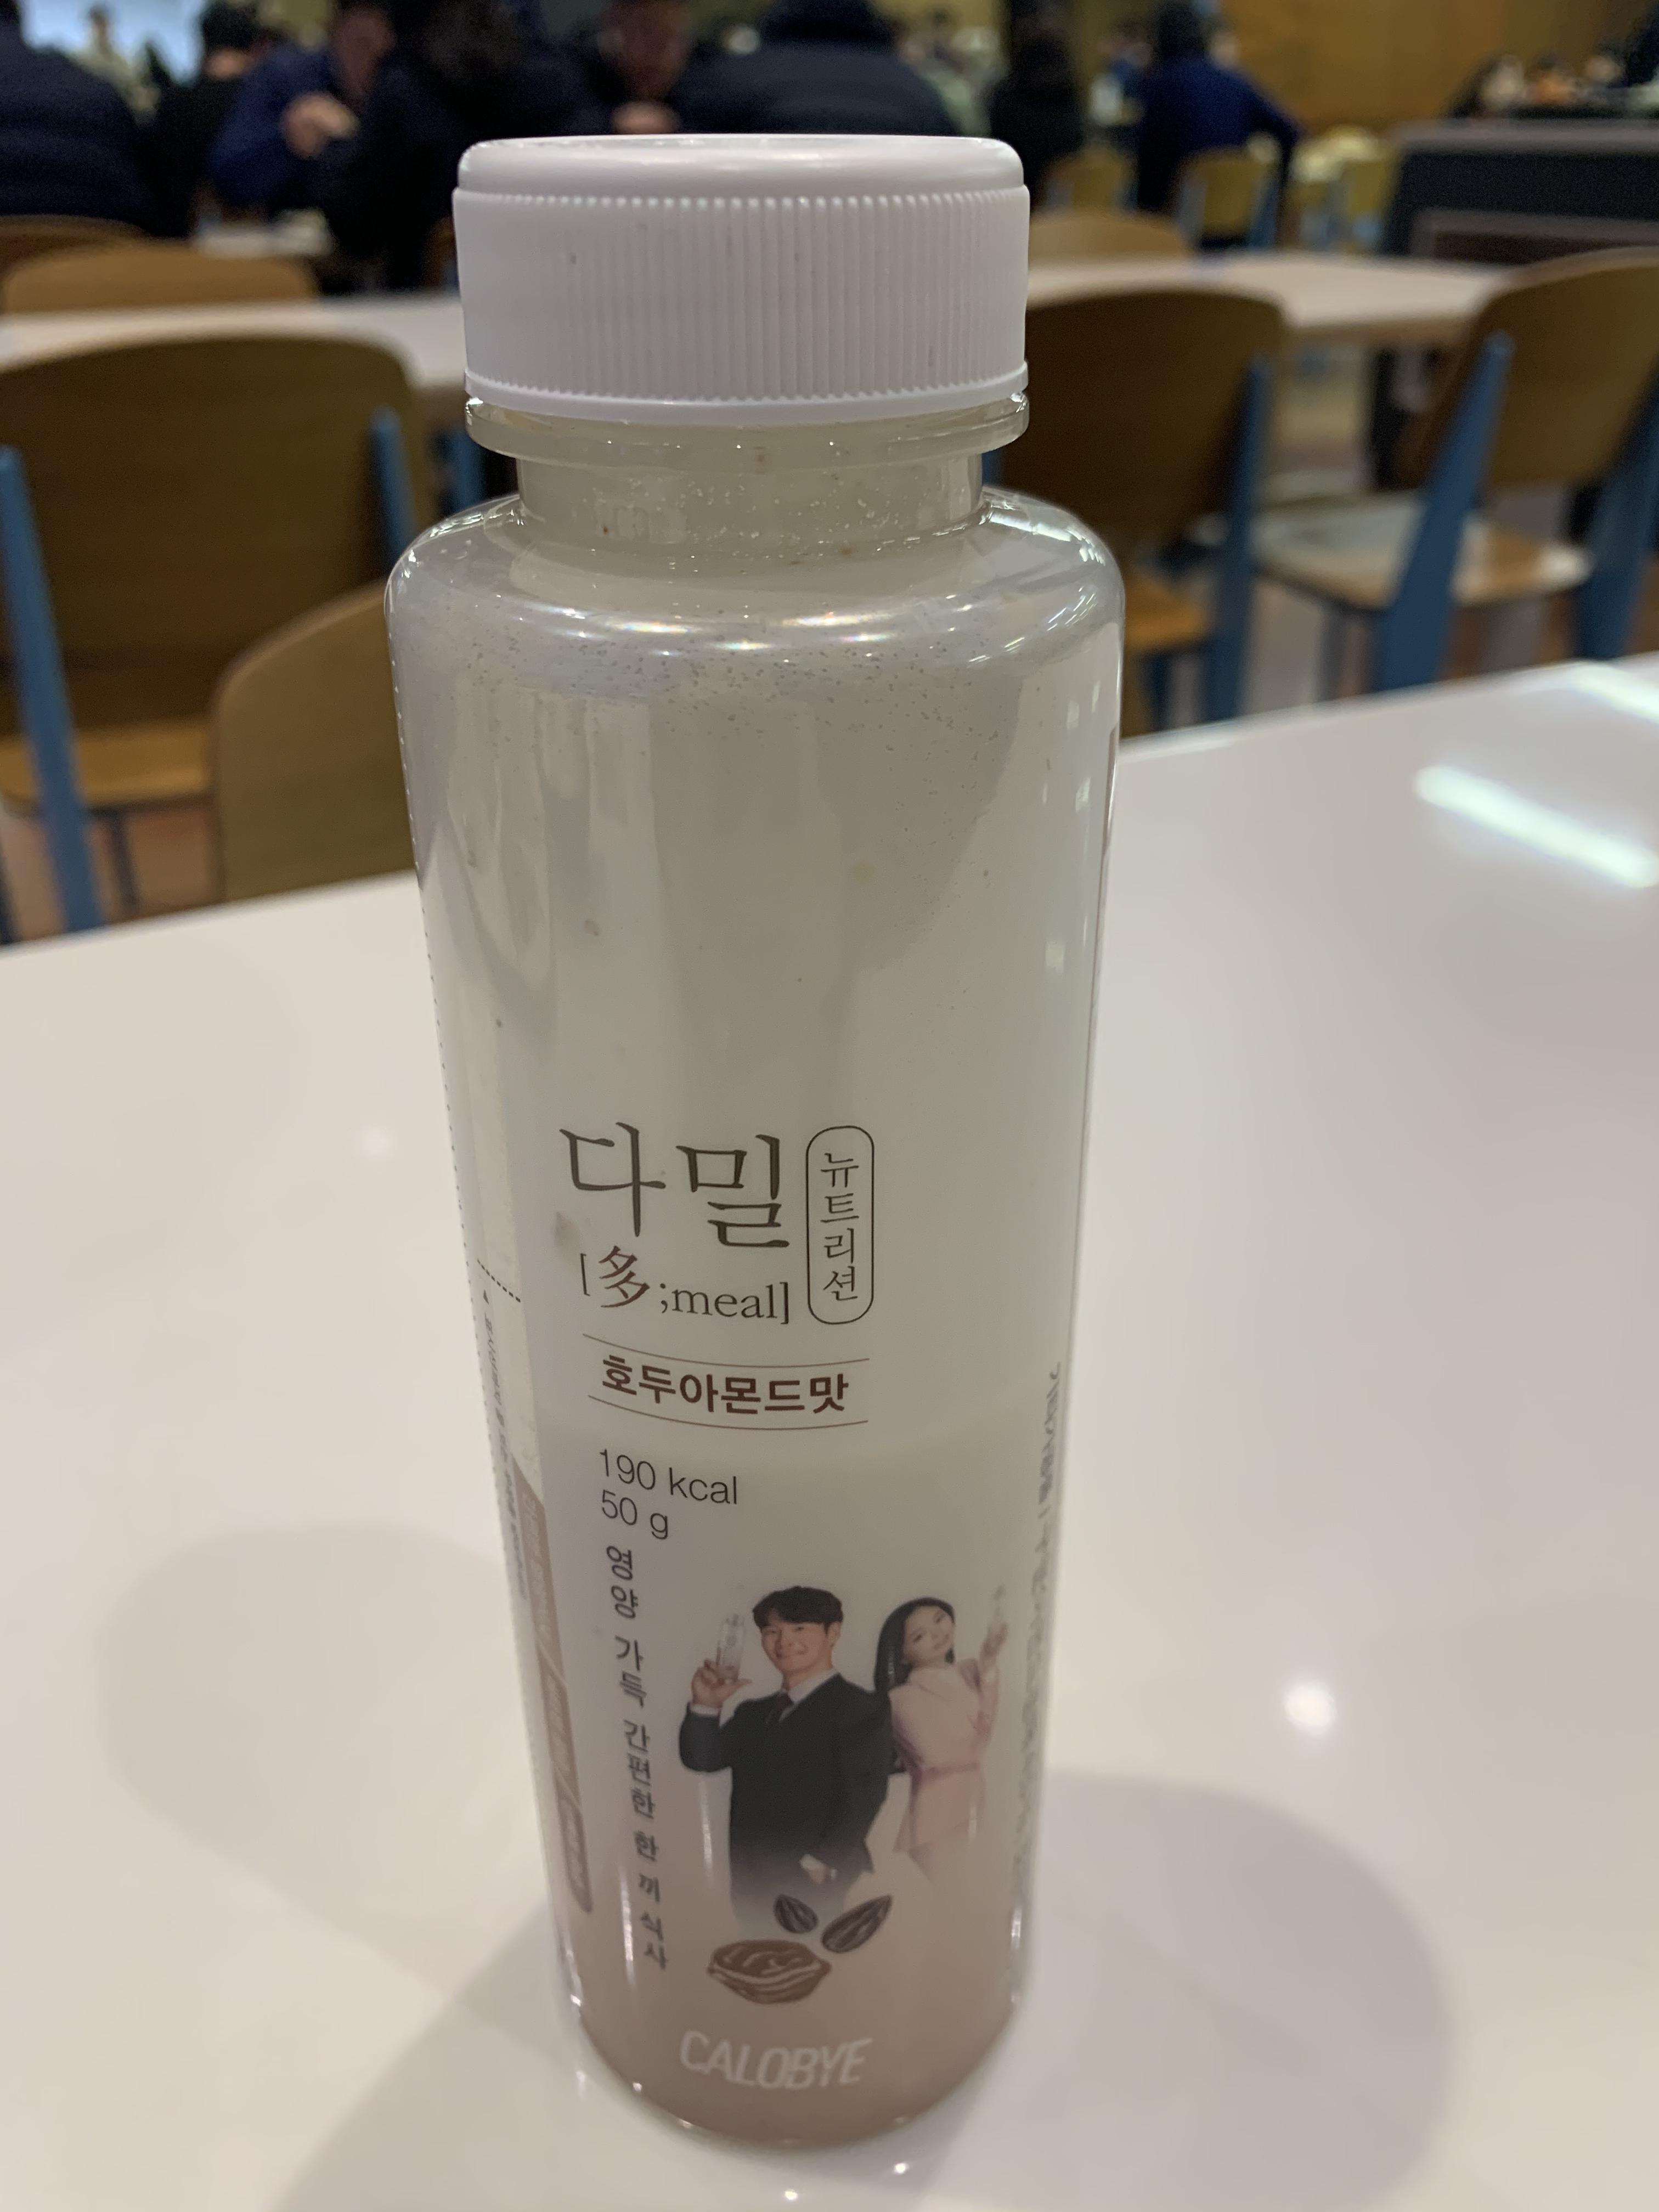 다밀
뉴트리션
[多;meal]
호두아몬드맛
190 kcal
50 g
영양 가득 간편한 한 끼 식사
CALOBYE